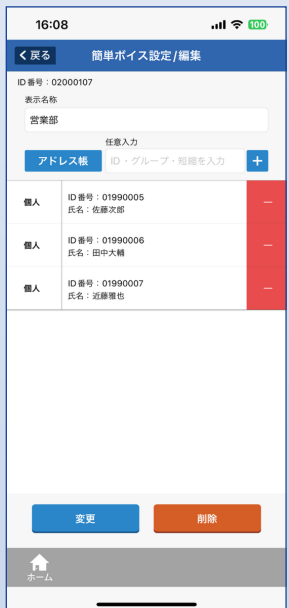 16:08
100
戻る
簡単ボイス設定/編集
ID番号：02000107
表示名称
営業部
任意入力
アドレス帳
ID・グループ・短縮を入力
+
個人
ID番号：01990005
氏名：佐藤次郎
−
個人
ID番号：01990006
氏名：田中大輔
−
個人
ID番号：01990007
氏名：近藤雅也
−
変更
削除
ホーム